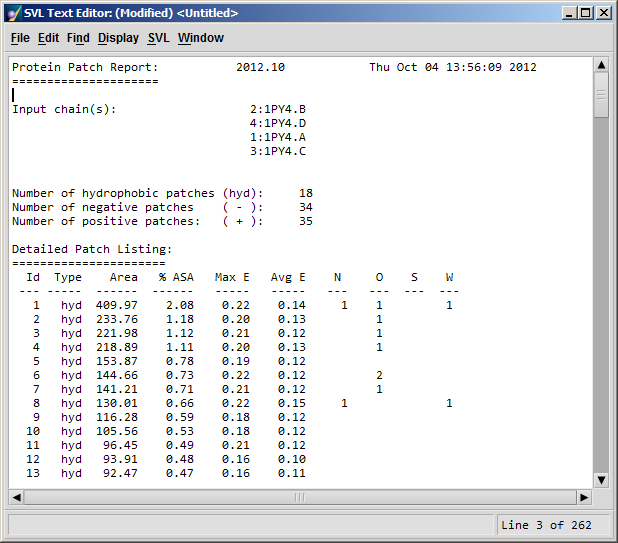 SVL Text Editor: (Modified) <Untitled>
File Edit Find Display SVL Window
Protein Patch Report: 2012.10 Thu Oct 04 13:56:09 2012
=====================
Input chain(s): 2:1PY4.B
4:1PY4.D
1:1PY4.A
3:1PY4.C
Number of hydrophobic patches (hyd): 18
Number of negative patches ( - ): 34
Number of positive patches: ( + ): 35
Detailed Patch Listing:
======================
Id Type Area % ASA Max E Avg E N O S W
--- ----- ------ ------ ----- ----- --- --- --- ---
1 hyd 409.97 2.08 0.22 0.14 1 1 1
2 hyd 233.76 1.18 0.20 0.13 1
3 hyd 221.98 1.12 0.21 0.12 1
4 hyd 218.89 1.11 0.20 0.13 1
5 hyd 153.87 0.78 0.19 0.12
6 hyd 144.66 0.73 0.22 0.12 2
7 hyd 141.21 0.71 0.21 0.12 1
8 hyd 130.01 0.66 0.22 0.15 1 1
9 hyd 116.28 0.59 0.18 0.12
10 hyd 105.56 0.53 0.18 0.12
11 hyd 96.45 0.49 0.21 0.12
12 hyd 93.91 0.48 0.16 0.10
13 hyd 92.47 0.47 0.16 0.11
Line 3 of 262